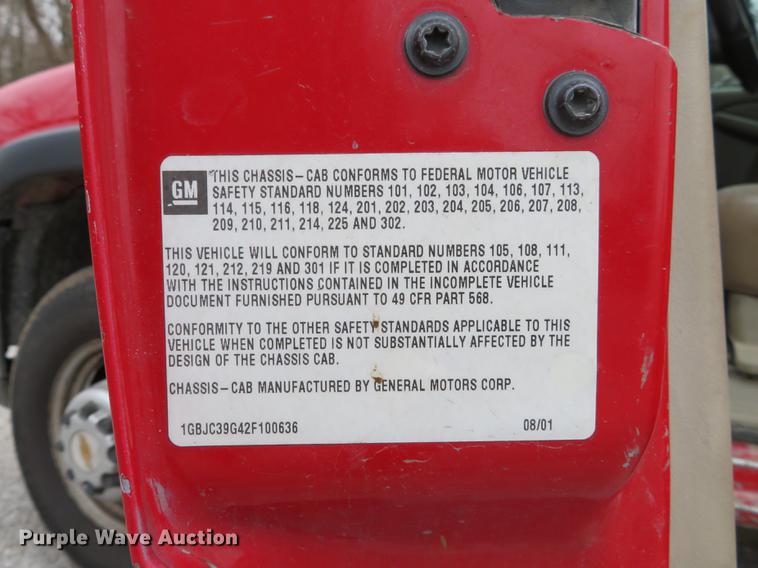 GM
THIS CHASSIS-CAB CONFORMS TO FEDERAL MOTOR VEHICLE
SAFETY STANDARD NUMBERS 101, 102, 103, 104, 106, 107, 113,
114, 115, 116, 118, 124, 201, 202, 203, 204, 205, 206, 207, 208,
209, 210, 211, 214, 225 AND 302.
THIS VEHICLE WILL CONFORM TO STANDARD NUMBERS 105, 108, 111,
120, 121, 212, 219 AND 301 IF IT IS COMPLETED IN ACCORDANCE
WITH THE INSTRUCTIONS CONTAINED IN THE INCOMPLETE VEHICLE
DOCUMENT FURNISHED PURSUANT TO 49 CFR PART 568.
CONFORMITY TO THE OTHER SAFETY STANDARDS APPLICABLE TO THIS
VEHICLE WHEN COMPLETED IS NOT SUBSTANTIALLY AFFECTED BY THE
DESIGN OF THE CHASSIS CAB.
CHASSIS-CAB MANUFACTURED BY GENERAL MOTORS CORP.
1GBJC39G42F100636 08/01
Purple Wave Auction